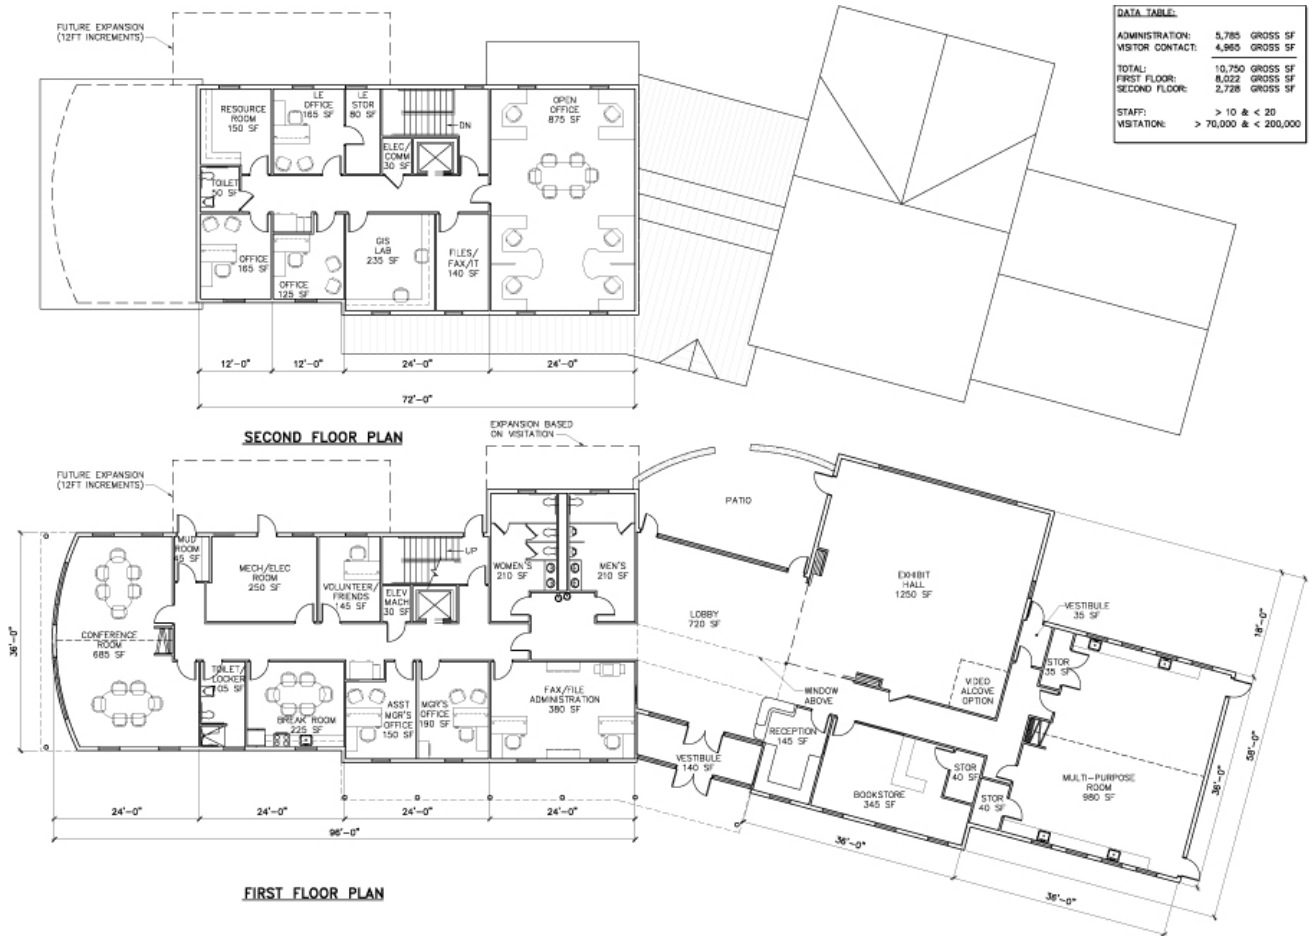 DATA TABLE:
ADMINISTRATION: 5,785 GROSS SF
VISITOR CONTACT: 4,965 GROSS SF
TOTAL: 10,750 GROSS SF
FIRST FLOOR: 8,022 GROSS SF
SECOND FLOOR: 2,728 GROSS SF
STAFF: > 10 & < 20
VISITATION: > 70,000 & < 200,000
FUTURE EXPANSION
(12FT INCREMENTS)
RESOURCE
ROOM
150 SF
LE
OFFICE
165 SF
LE
STOR
80 SF
DN
OPEN
OFFICE
875 SF
ELEC/
COMM
30 SF
TOILET
50 SF
OFFICE
165 SF
OFFICE
125 SF
GIS
LAB
235 SF
FILES/
FAX/IT
140 SF
12'-0"
12'-0"
24'-0"
24'-0"
72'-0"
SECOND FLOOR PLAN
EXPANSION BASED
ON VISITATION
FUTURE EXPANSION
(12FT INCREMENTS)
PATIO
MUD
ROOM
45 SF
MECH/ELEC
ROOM
250 SF
VOLUNTEER/
FRIENDS
145 SF
UP
ELEV
MACH
30 SF
WOMEN'S
210 SF
MEN'S
210 SF
EXHIBIT
HALL
1250 SF
LOBBY
720 SF
VESTIBULE
35 SF
18'-0"
36'-0"
CONFERENCE
ROOM
685 SF
TOILET/
LOCKER
105 SF
BREAK ROOM
225 SF
ASST
MGR'S
OFFICE
150 SF
MGR'S
OFFICE
190 SF
FAX/FILE
ADMINISTRATION
380 SF
WINDOW
ABOVE
VIDEO
ALCOVE
OPTION
STOR
35 SF
RECEPTION
145 SF
VESTIBULE
140 SF
BOOKSTORE
345 SF
STOR
40 SF
STOR
40 SF
MULTI-PURPOSE
ROOM
980 SF
36'-0"
58'-0"
24'-0"
24'-0"
24'-0"
24'-0"
96'-0"
36'-0"
36'-0"
FIRST FLOOR PLAN